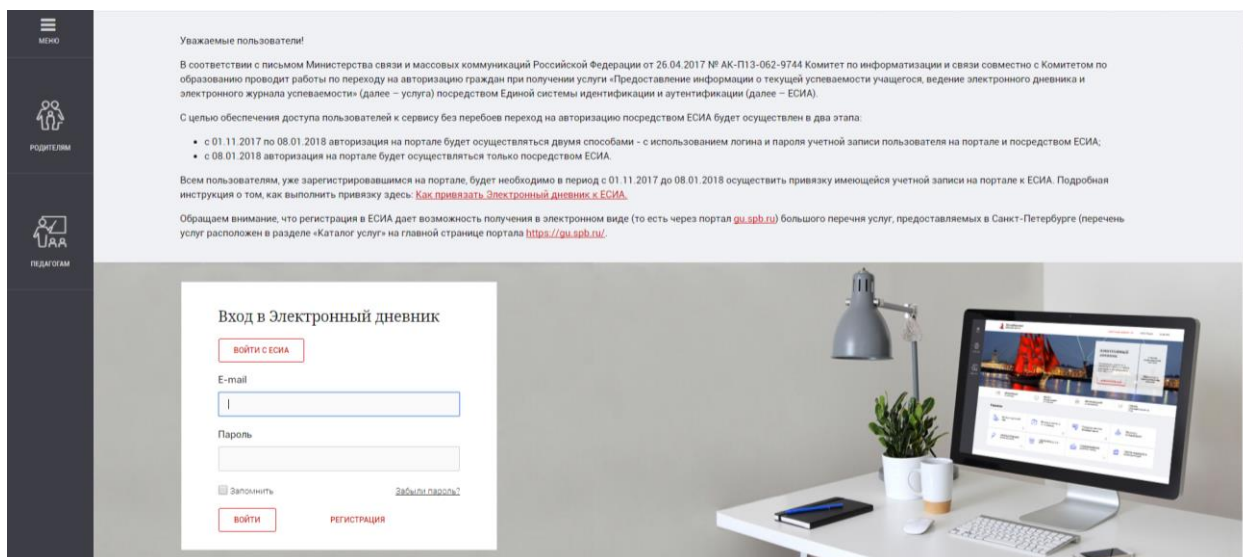 МЕНЮ
РОДИТЕЛЯМ
ПЕДАГОГАМ
Уважаемые пользователи!
В соответствии с письмом Министерства связи и массовых коммуникаций Российской Федерации от 26.04.2017 № АК-П13-062-9744 Комитет по информатизации и связи совместно с Комитетом по
образованию проводит работы по переходу на авторизацию граждан при получении услуги «Предоставление информации о текущей успеваемости учащегося, ведение электронного дневника и
электронного журнала успеваемости» (далее – услуга) посредством Единой системы идентификации и аутентификации (далее – ЕСИА).
С целью обеспечения доступа пользователей к сервису без перебоев переход на авторизацию посредством ЕСИА будет осуществлен в два этапа:
• с 01.11.2017 по 08.01.2018 авторизация на портале будет осуществляться двумя способами - с использованием логина и пароля учетной записи пользователя на портале и посредством ЕСИА;
• с 08.01.2018 авторизация на портале будет осуществляться только посредством ЕСИА.
Всем пользователям, уже зарегистрировавшимся на портале, будет необходимо в период с 01.11.2017 до 08.01.2018 осуществить привязку имеющейся учетной записи на портале к ЕСИА. Подробная
инструкция о том, как выполнить привязку здесь: Как привязать Электронный дневник к ЕСИА.
Обращаем внимание, что регистрация в ЕСИА дает возможность получения в электронном виде (то есть через портал gu.spb.ru) большого перечня услуг, предоставляемых в Санкт-Петербурге (перечень
услуг расположен в разделе «Каталог услуг» на главной странице портала https://gu.spb.ru/.
Вход в Электронный дневник
ВОЙТИ С ЕСИА
E-mail
Пароль
Запомнить
Забыли пароль?
ВОЙТИ
РЕГИСТРАЦИЯ